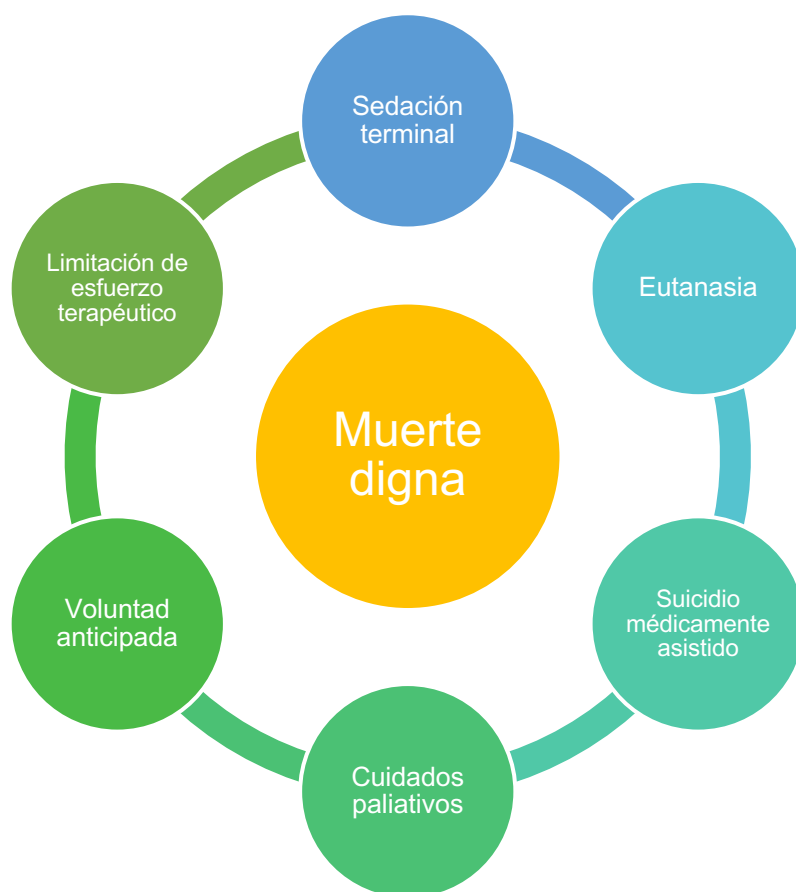 Sedación
terminal
Eutanasia
Suicidio
médicamente
asistido
Cuidados
paliativos
Voluntad
anticipada
Limitación de
esfuerzo
terapéutico
Muerte
digna